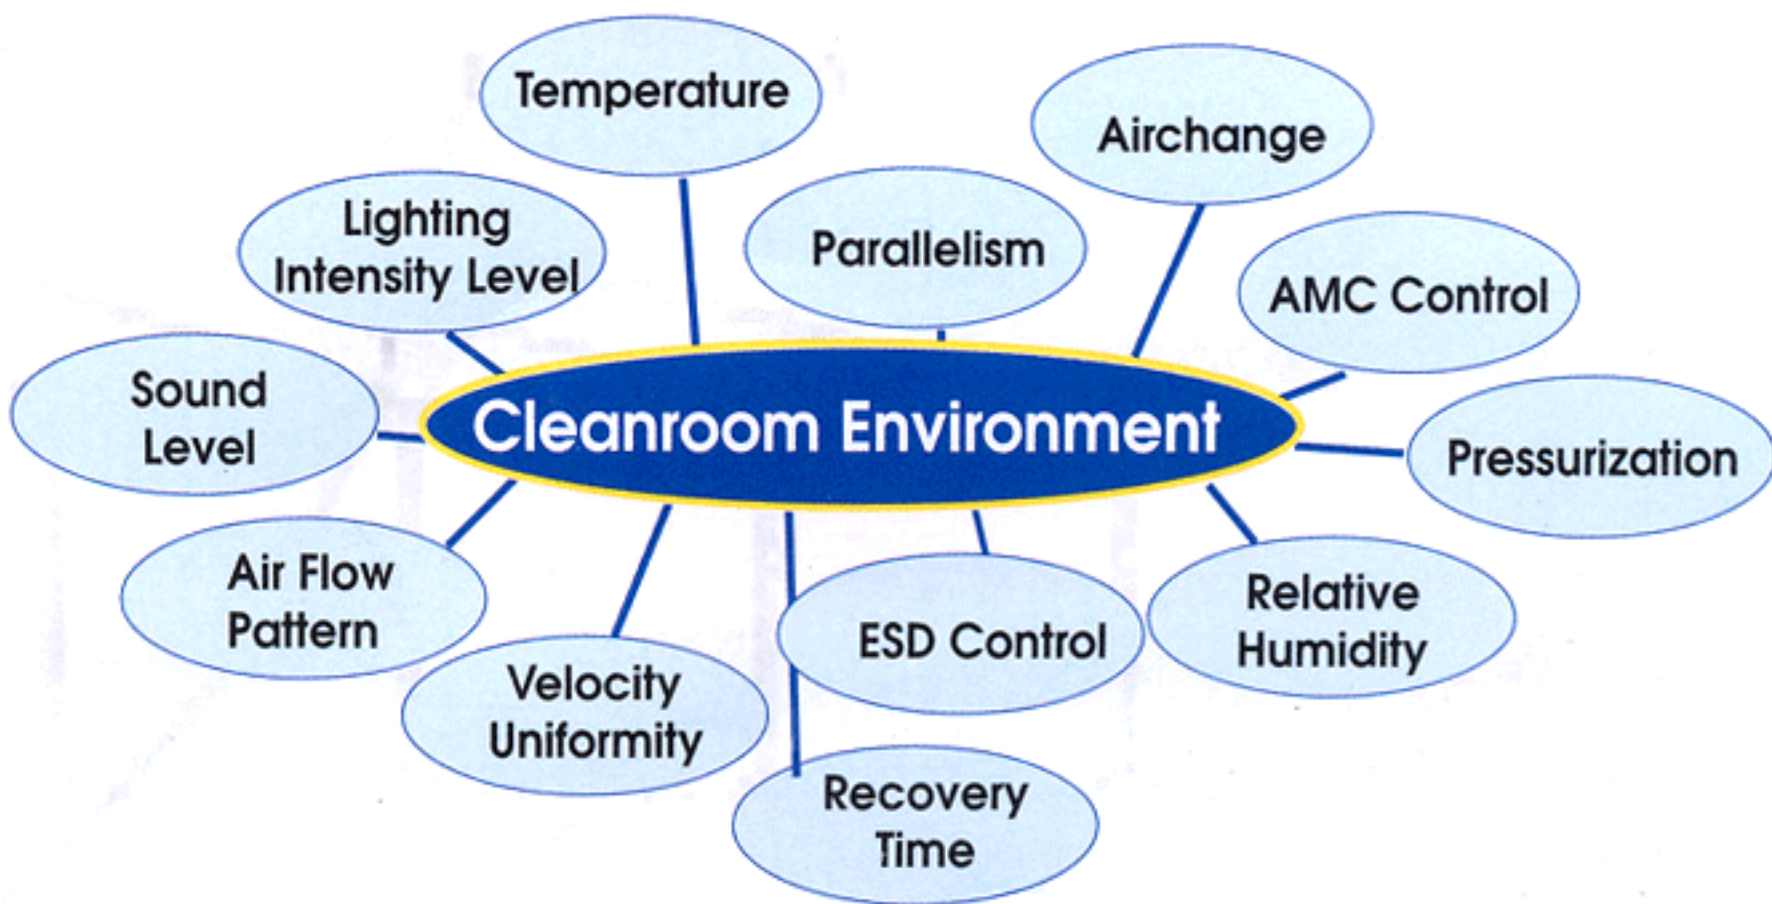 Temperature
Airchange
Lighting
Intensity Level
Parallelism
AMC Control
Sound
Level
Cleanroom Environment
Pressurization
Air Flow
Pattern
Velocity
Uniformity
ESD Control
Relative
Humidity
Recovery
Time